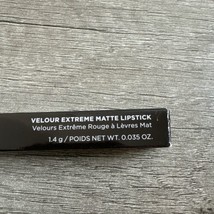 VELOUR EXTREME MATTE LIPSTICK
Velours Extrême Rouge à Lèvres Mat
1.4 g / POIDS NET WT. 0.035 OZ.